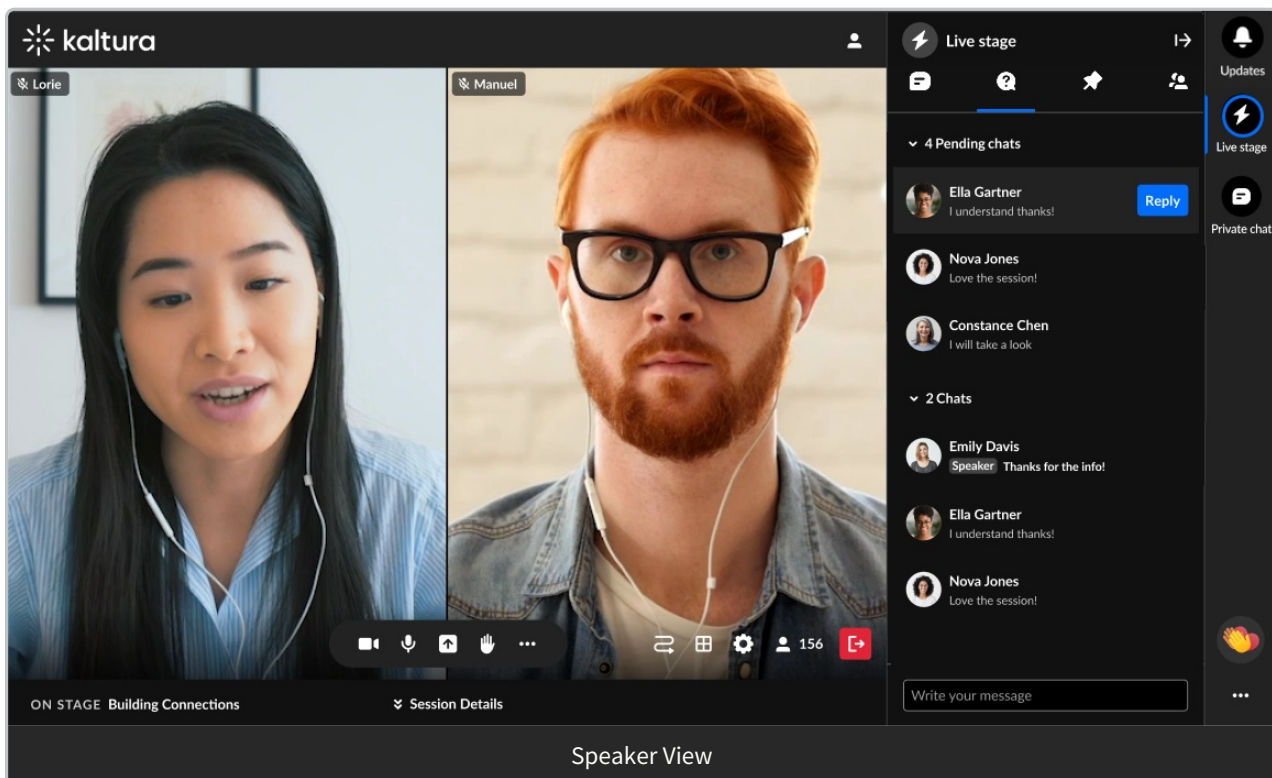 kaltura
Lorie
Manuel
ON STAGE Building Connections
Session Details
156
Live stage
4 Pending chats
Ella Gartner
I understand thanks!
Reply
Nova Jones
Love the session!
Constance Chen
I will take a look
2 Chats
Emily Davis
Speaker Thanks for the info!
Ella Gartner
I understand thanks!
Nova Jones
Love the session!
Write your message
Updates
Live stage
Private chat
Speaker View